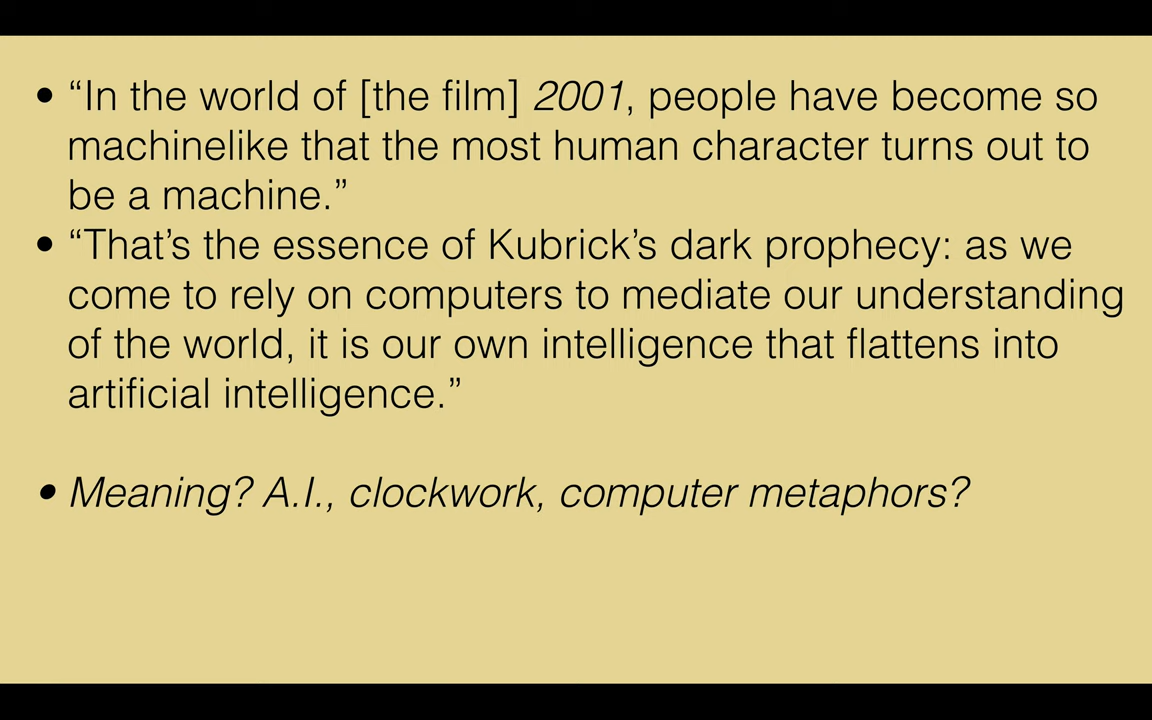 • “In the world of [the film] 2001, people have become so
machinelike that the most human character turns out to
be a machine.”
• “That’s the essence of Kubrick’s dark prophecy: as we
come to rely on computers to mediate our understanding
of the world, it is our own intelligence that flattens into
artificial intelligence.”
• Meaning? A.I., clockwork, computer metaphors?